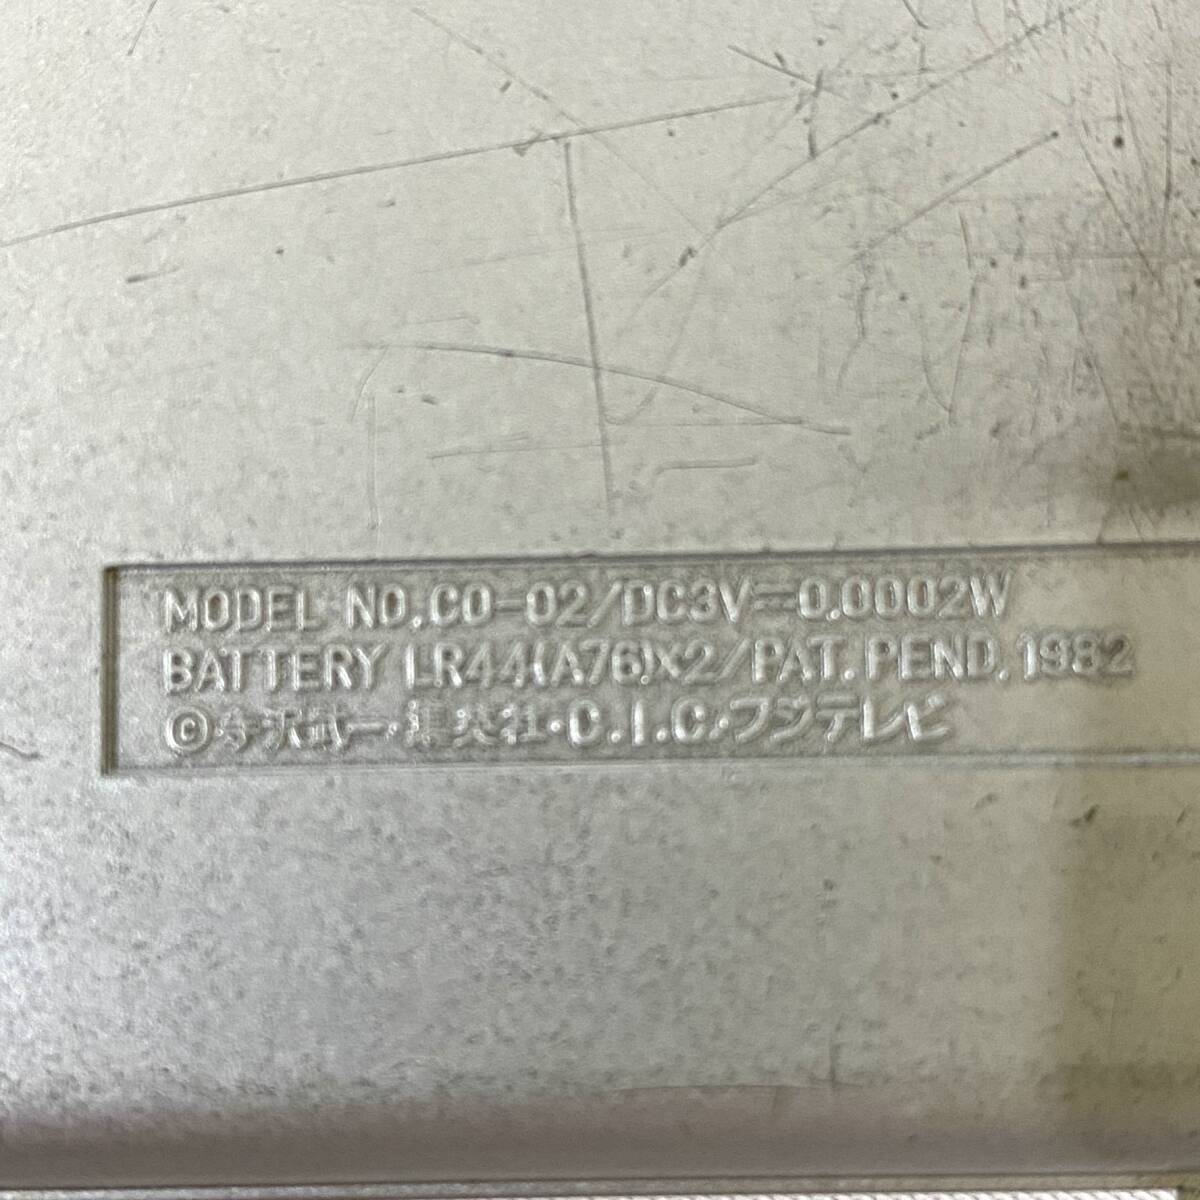 MODEL NO.CO-02/DC3V=0.0002W
BATTERY LR44(A76)×2/PAT.PEND.1982
©・今沢武一・集英社・C.I.C・フジテレビ